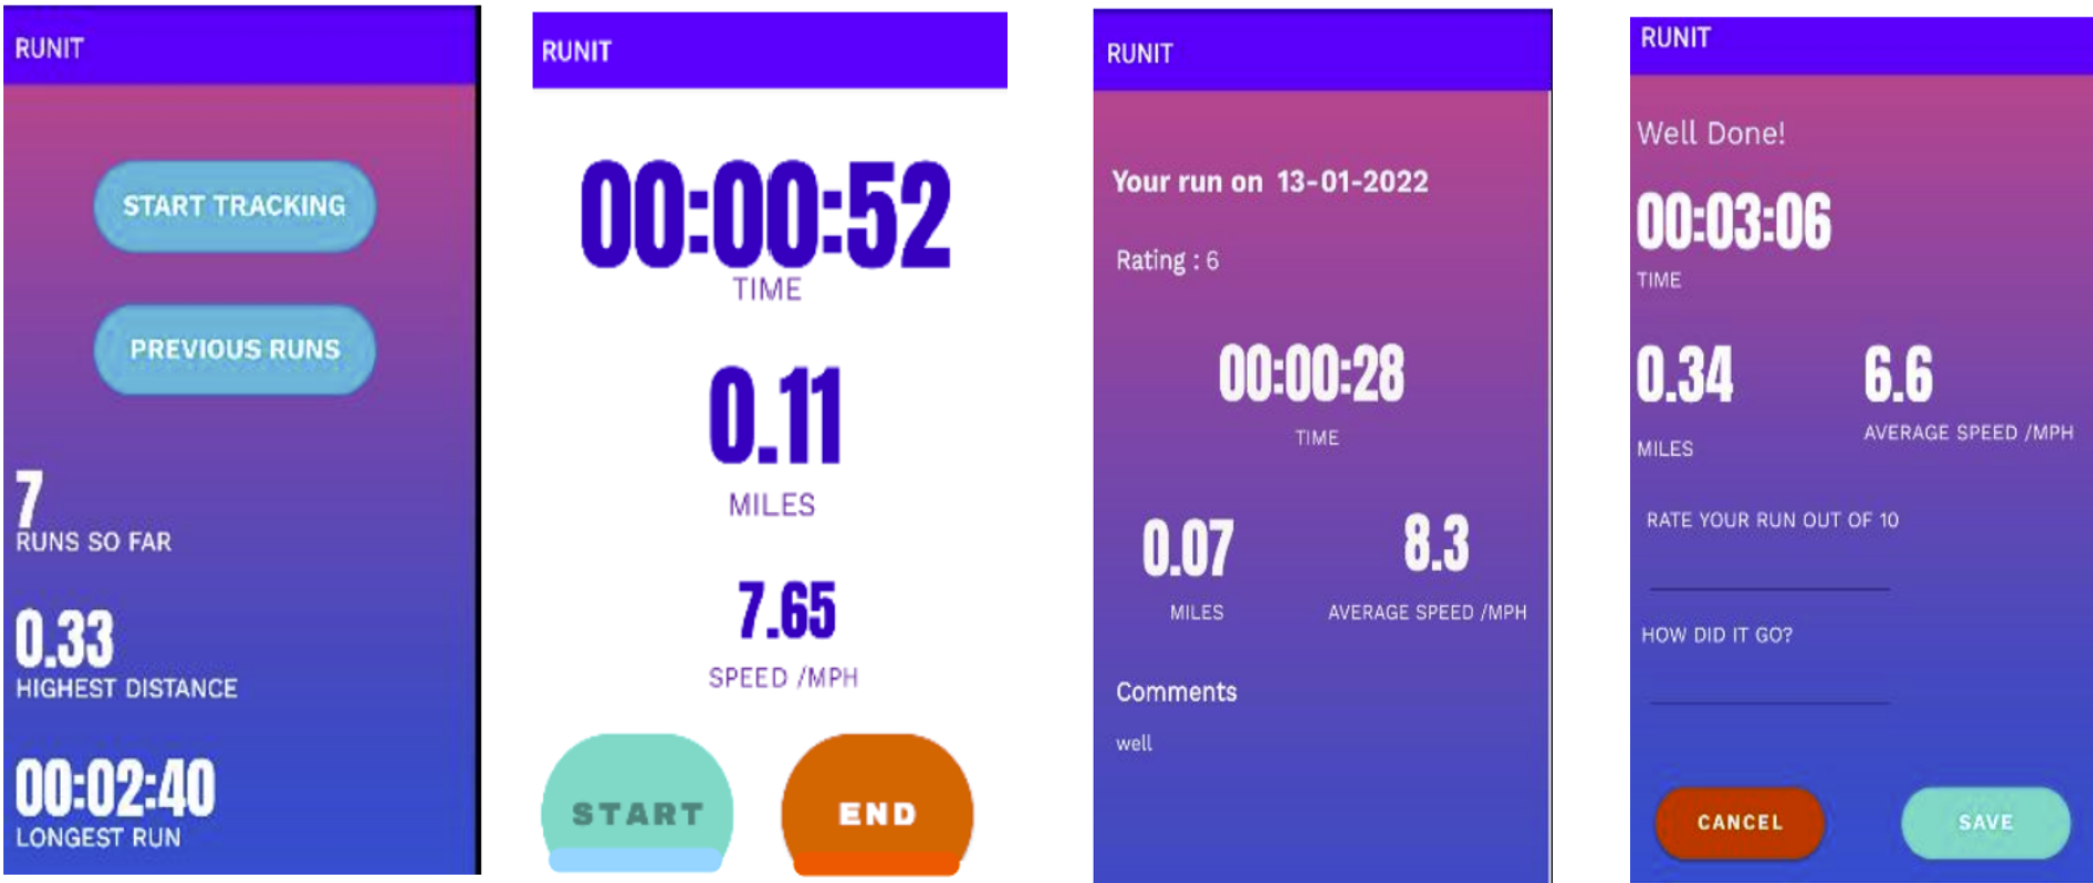 RUNIT
START TRACKING
PREVIOUS RUNS
7
RUNS SO FAR
0.33
HIGHEST DISTANCE
00:02:40
LONGEST RUN
RUNIT
00:00:52
TIME
0.11
MILES
7.65
SPEED /MPH
START
END
RUNIT
Your run on 13-01-2022
Rating : 6
00:00:28
TIME
0.07
8.3
MILES
AVERAGE SPEED /MPH
Comments
well
RUNIT
Well Done!
00:03:06
TIME
0.34
6.6
MILES
AVERAGE SPEED /MPH
RATE YOUR RUN OUT OF 10
HOW DID IT GO?
CANCEL
SAVE